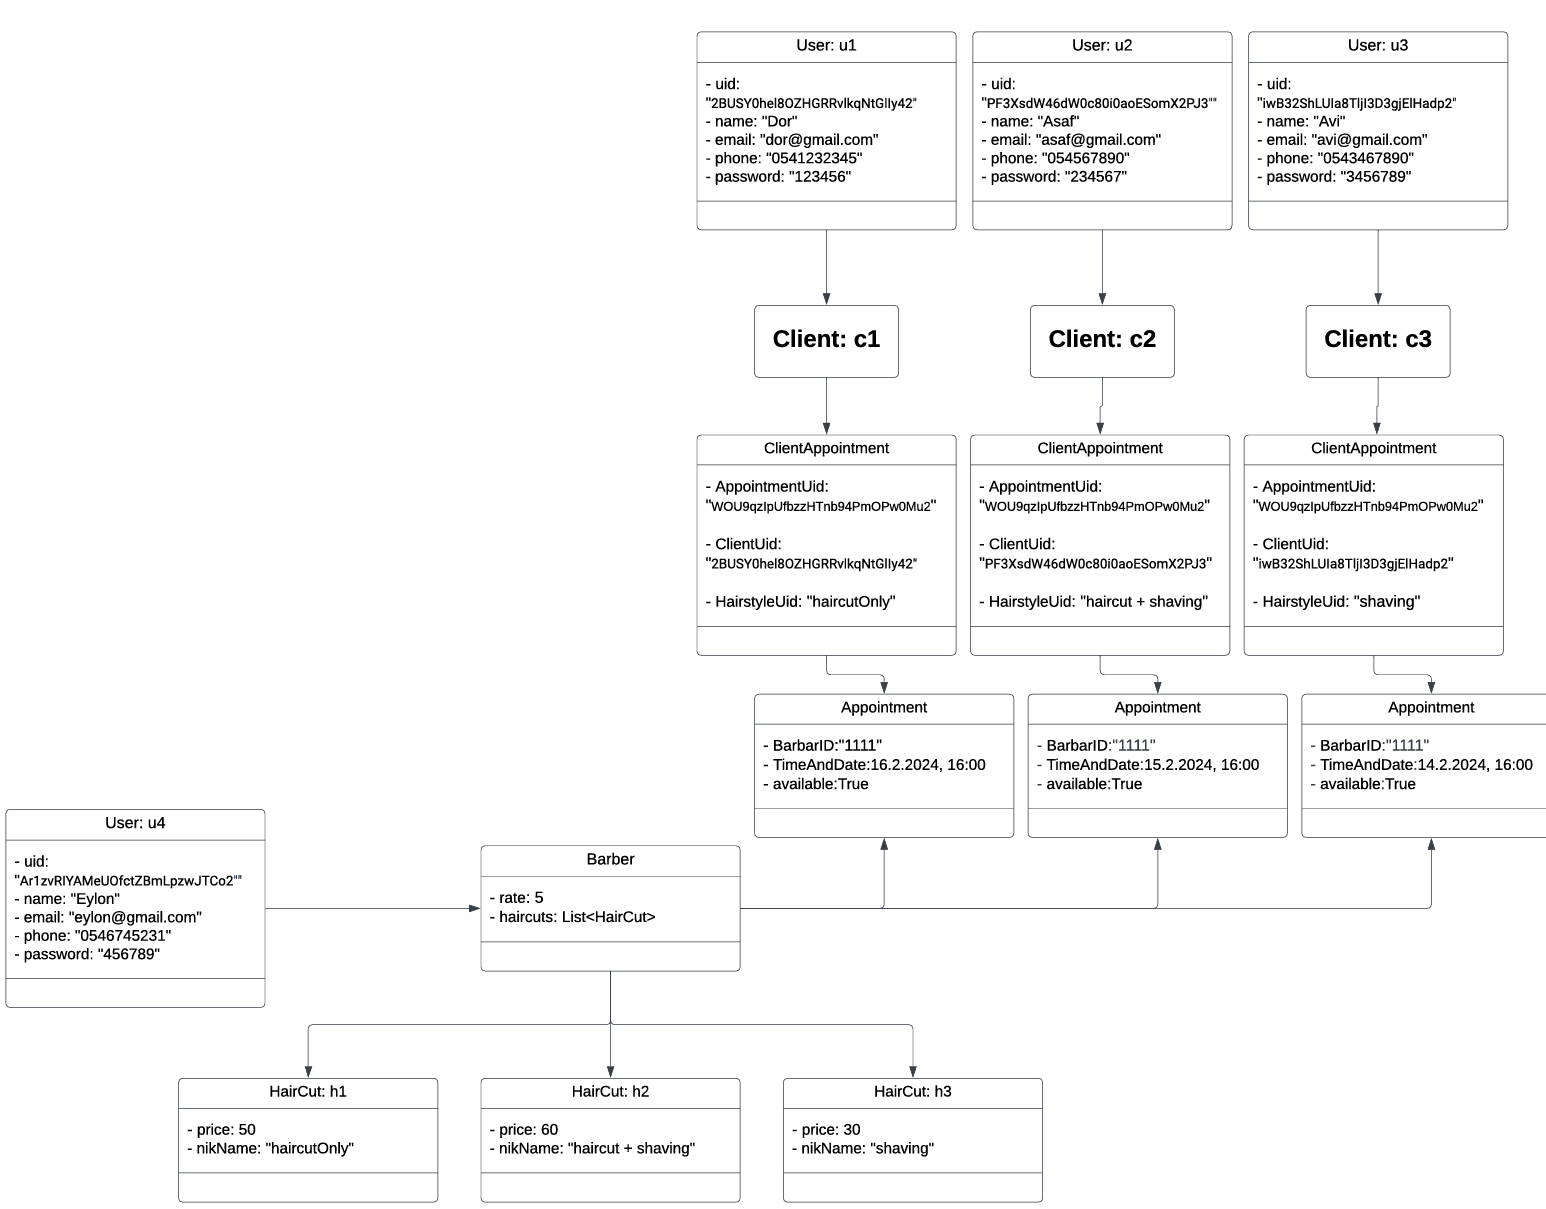 User: u1
- uid:
"2BUSY0hel8OZHGRRvlkqNtGlIy42"
- name: "Dor"
- email: "dor@gmail.com"
- phone: "0541232345"
- password: "123456"
User: u2
- uid:
"PF3XsdW46dW0c80i0aoESomX2PJ3""
- name: "Asaf"
- email: "asaf@gmail.com"
- phone: "054567890"
- password: "234567"
User: u3
- uid:
"iwB32ShLUIa8TljI3D3gjElHadp2"
- name: "Avi"
- email: "avi@gmail.com"
- phone: "0543467890"
- password: "3456789"
Client: c1
Client: c2
Client: c3
ClientAppointment
- AppointmentUid:
"WOU9qzIpUfbzzHTnb94PmOPw0Mu2"
- ClientUid:
"2BUSY0hel8OZHGRRvlkqNtGlIy42"
- HairstyleUid: "haircutOnly"
ClientAppointment
- AppointmentUid:
"WOU9qzIpUfbzzHTnb94PmOPw0Mu2"
- ClientUid:
"PF3XsdW46dW0c80i0aoESomX2PJ3"
- HairstyleUid: "haircut + shaving"
ClientAppointment
- AppointmentUid:
"WOU9qzIpUfbzzHTnb94PmOPw0Mu2"
- ClientUid:
"iwB32ShLUIa8TljI3D3gjElHadp2"
- HairstyleUid: "shaving"
Appointment
- BarbarID:"1111"
- TimeAndDate:16.2.2024, 16:00
- available:True
Appointment
- BarbarID:"1111"
- TimeAndDate:15.2.2024, 16:00
- available:True
Appointment
- BarbarID:"1111"
- TimeAndDate:14.2.2024, 16:00
- available:True
User: u4
- uid:
"Ar1zvRlYAMeUOfctZBmLpzwJTCo2""
- name: "Eylon"
- email: "eylon@gmail.com"
- phone: "0546745231"
- password: "456789"
Barber
- rate: 5
- haircuts: List<HairCut>
HairCut: h1
- price: 50
- nikName: "haircutOnly"
HairCut: h2
- price: 60
- nikName: "haircut + shaving"
HairCut: h3
- price: 30
- nikName: "shaving"